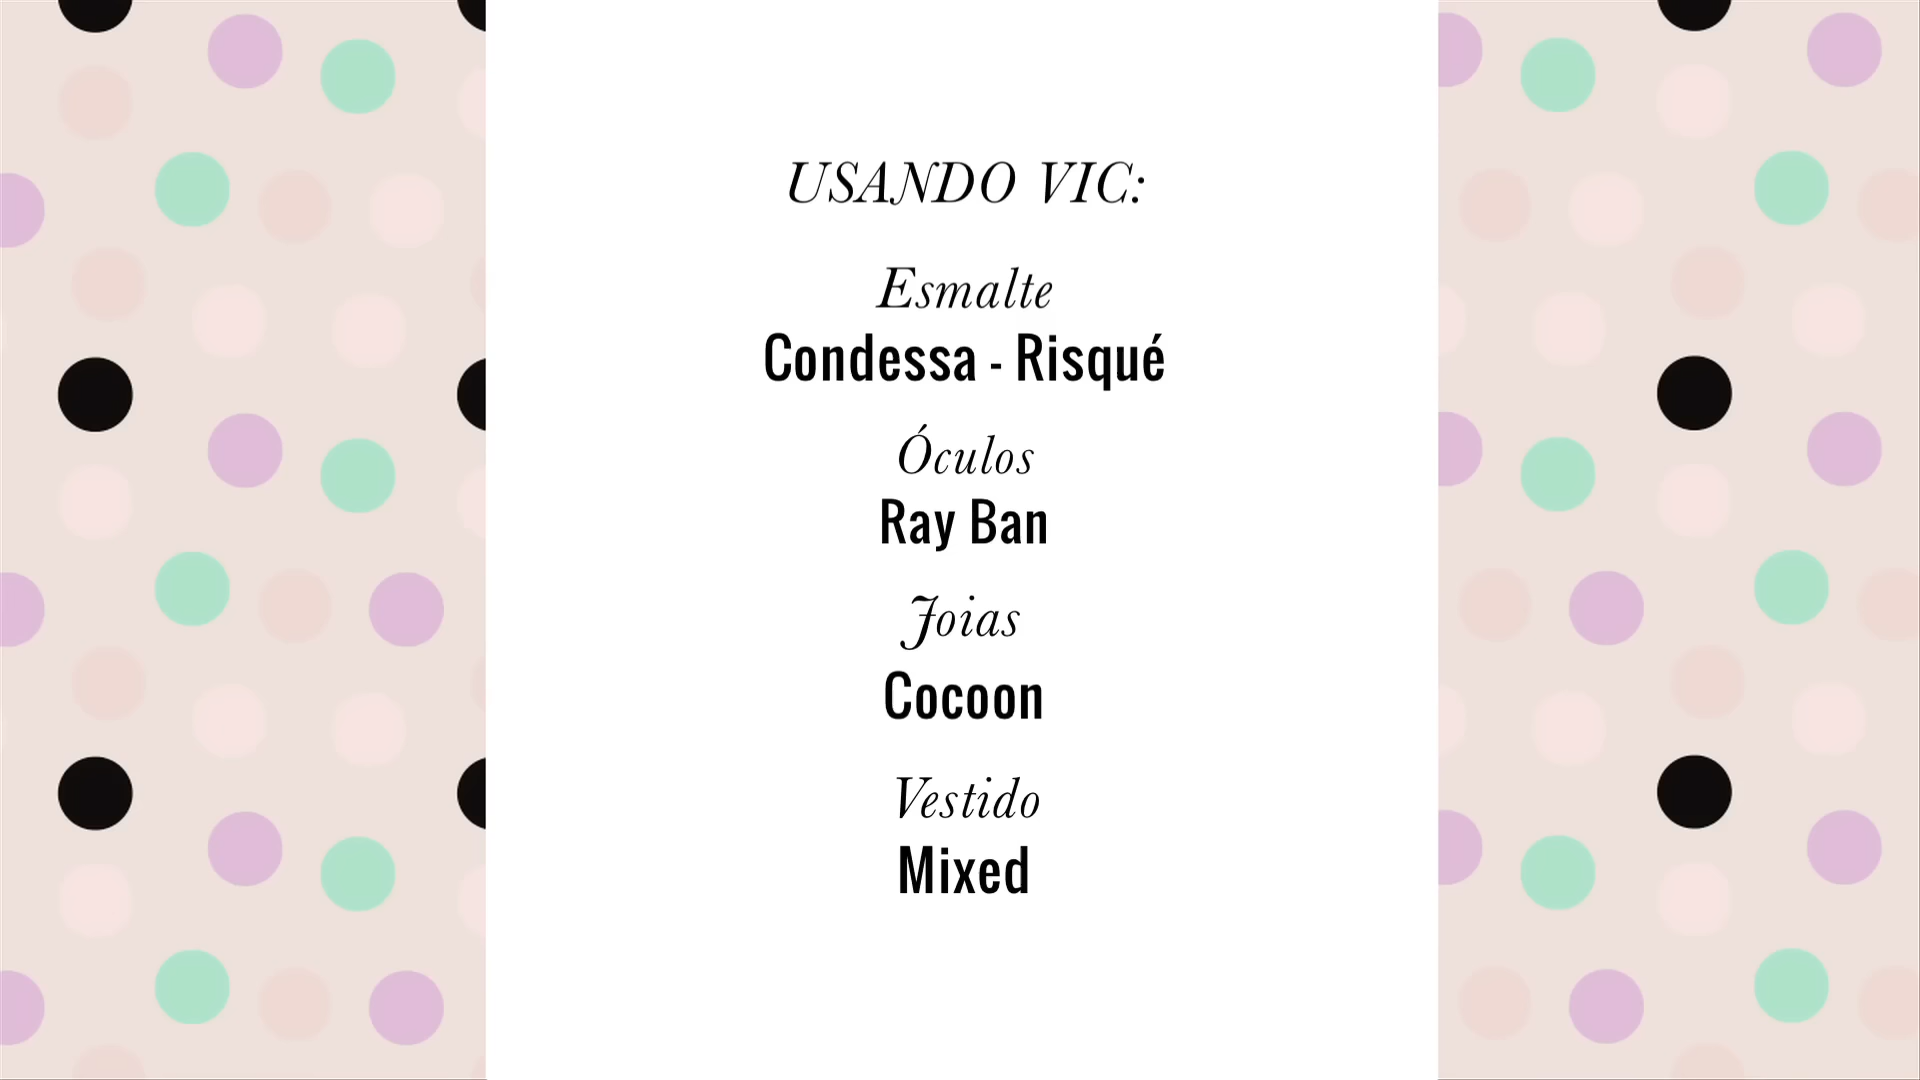 USANDO VIC:
Esmalte
Condessa - Risqué
Óculos
Ray Ban
Joias
Cocoon
Vestido
Mixed